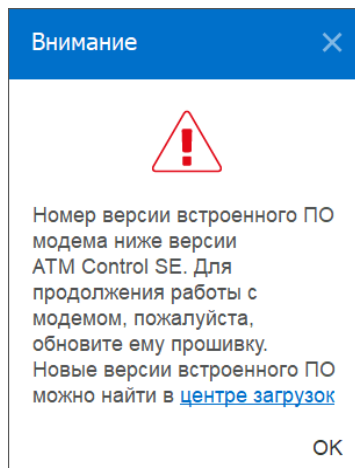 Внимание
Номер версии встроенного ПО
модема ниже версии
ATM Control SE. Для
продолжения работы с
модемом, пожалуйста,
обновите ему прошивку.
Новые версии встроенного ПО
можно найти в центре загрузок
ОК